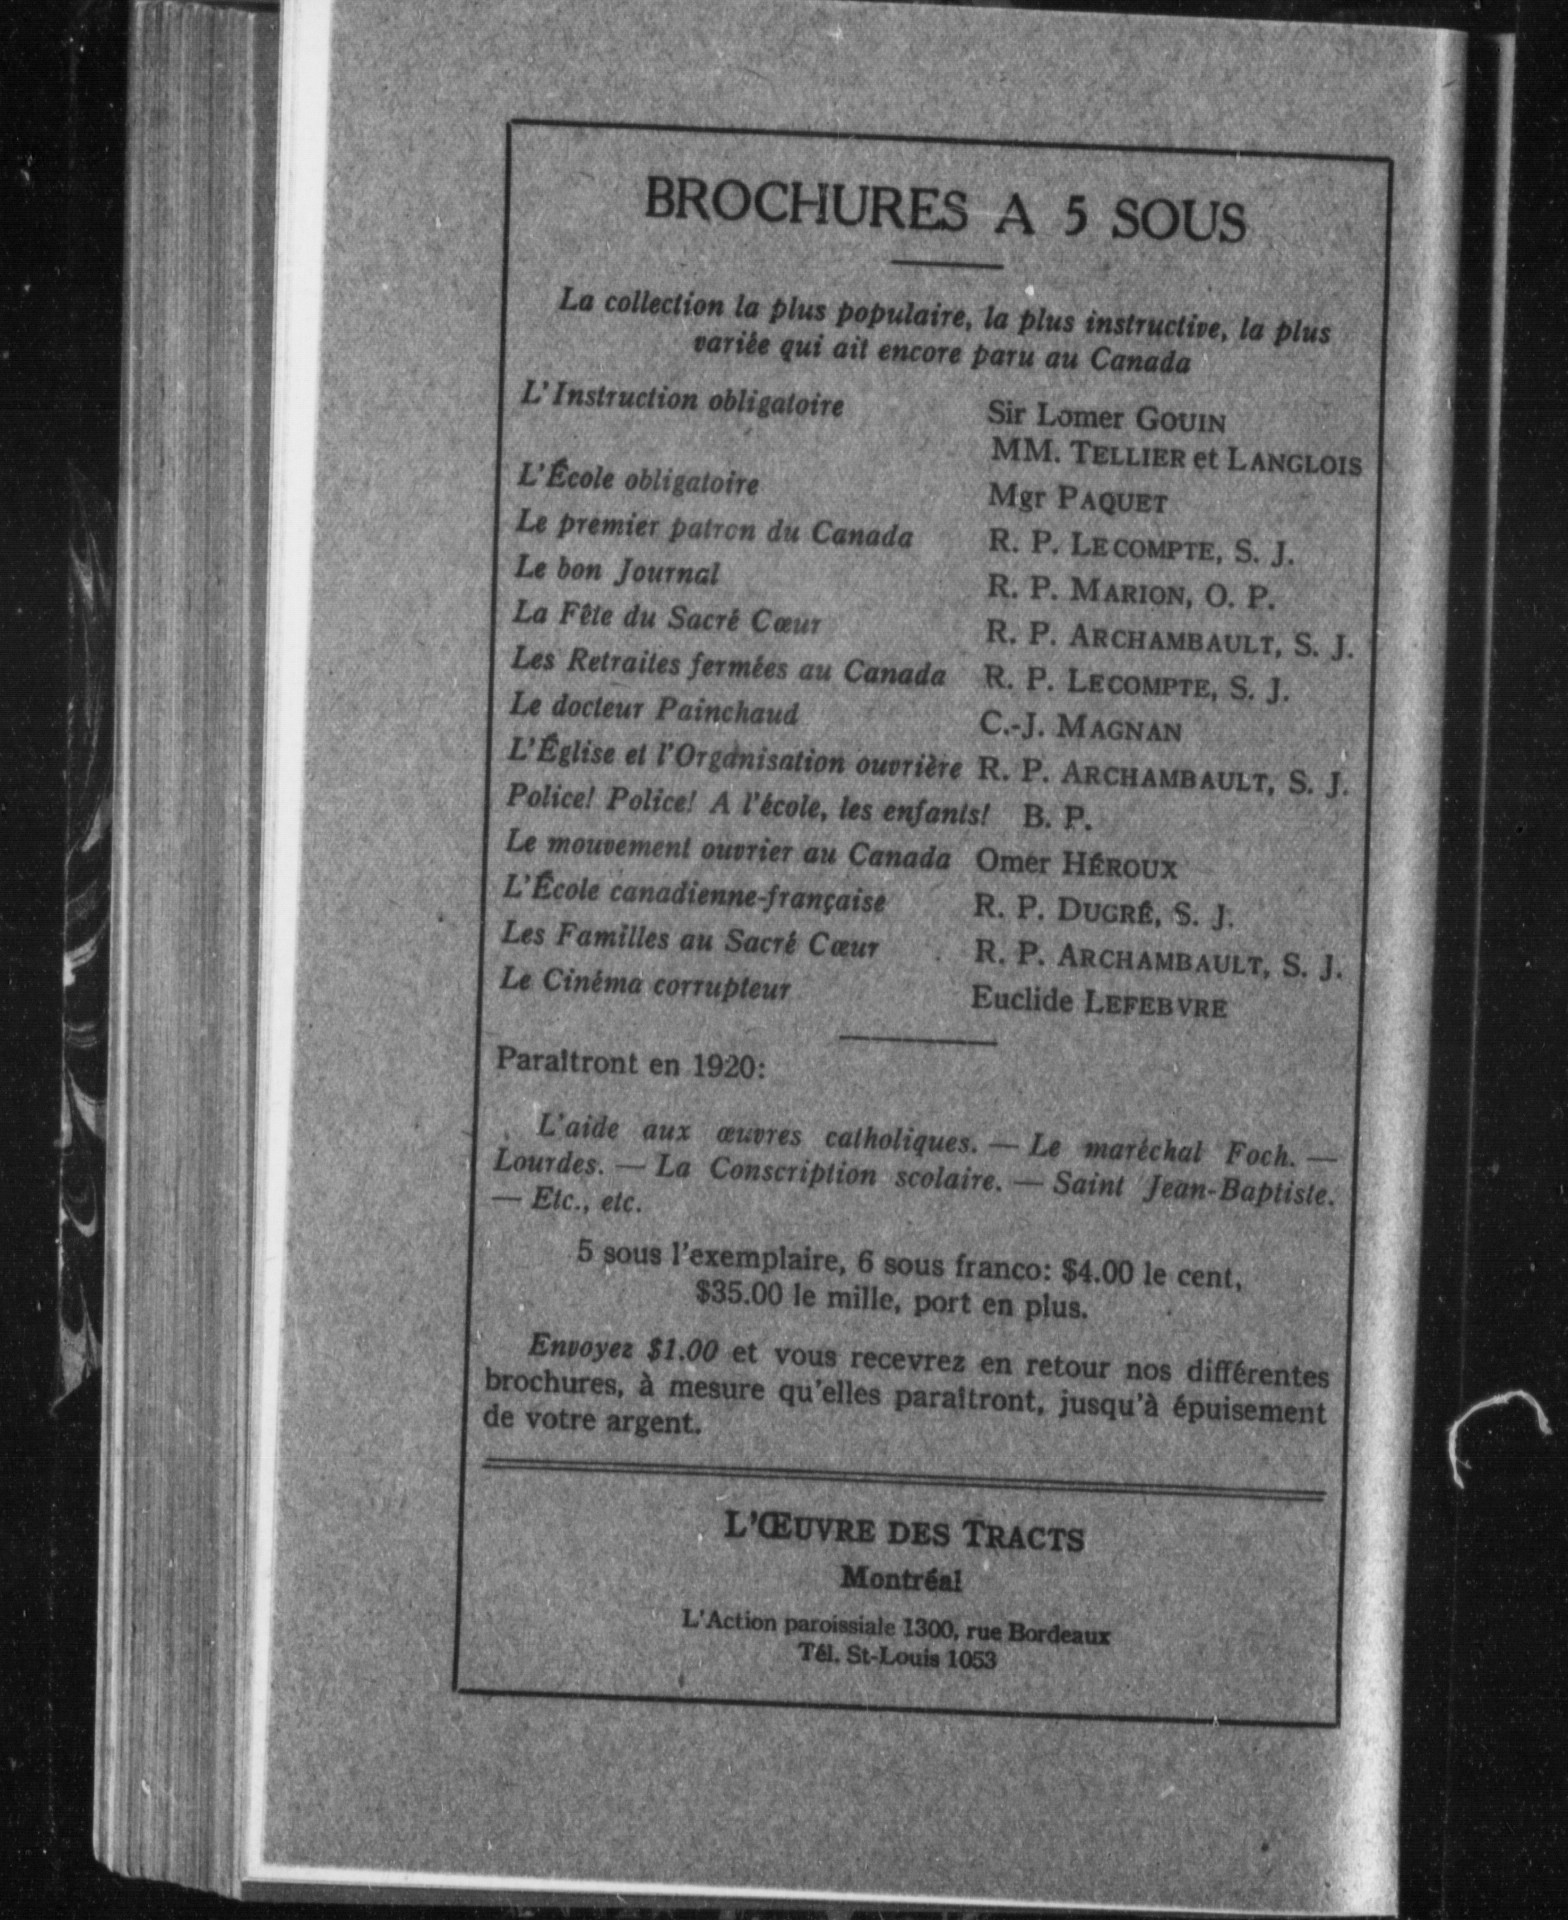 BROCHURES A 5 SOUS
La collection la plus populaire, la plus instructive, la plus
variée qui ait encore paru au Canada
L'Instruction obligatoire Sir Lomer GOUIN
MM. TELLIER et LANGLOIS
L'École obligatoire Mgr PAQUET
Le premier patron du Canada R. P. LECOMPTE, S. J.
Le bon Journal R. P. MARION, O. P.
La Fête du Sacré Cœur R. P. ARCHAMBAULT, S. J.
Les Retraites fermées au Canada R. P. LECOMPTE, S. J.
Le docteur Painchaud C.-J. MAGNAN
L'Église et l'Organisation ouvrière R. P. ARCHAMBAULT, S. J.
Police! Police! A l'école, les enfants! B. P.
Le mouvement ouvrier au Canada Omer HÉROUX
L'École canadienne-française R. P. DUGRÉ, S. J.
Les Familles au Sacré Cœur R. P. ARCHAMBAULT, S. J.
Le Cinéma corrupteur Euclide LEFEBVRE
Paraîtront en 1920:
L'aide aux œuvres catholiques. — Le maréchal Foch. —
Lourdes. — La Conscription scolaire. — Saint Jean-Baptiste.
— Etc., etc.
5 sous l'exemplaire, 6 sous franco: $4.00 le cent,
$35.00 le mille, port en plus.
Envoyez $1.00 et vous recevrez en retour nos différentes
brochures, à mesure qu'elles paraîtront, jusqu'à épuisement
de votre argent.
L'ŒUVRE DES TRACTS
Montréal
L'Action paroissiale 1300, rue Bordeaux
Tél. St-Louis 1053